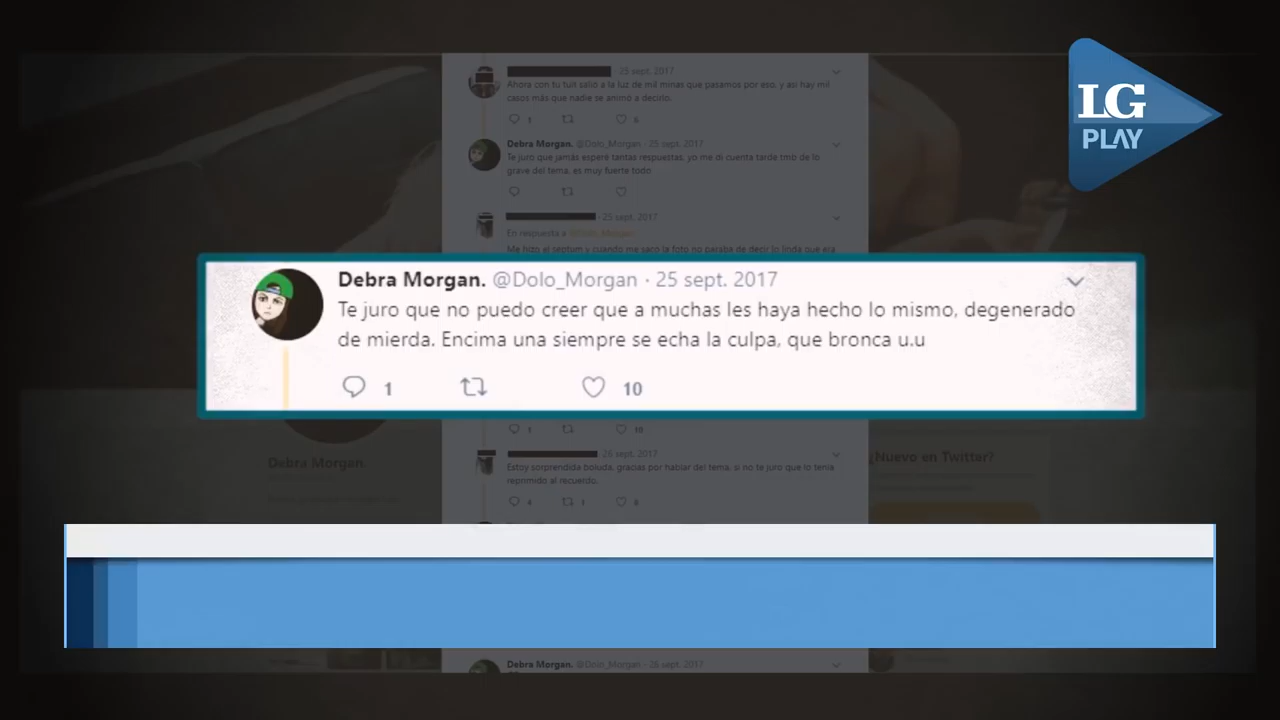 25 sept. 2017
Ahora con tu tuit salió a la luz de mil minas que pasamos por eso, y asi hay mil
casos más que nadie se animó a decirlo.
1
6
Debra Morgan. @Dolo_Morgan · 25 sept. 2017
Te juro que jamás esperé tantas respuestas, yo me di cuenta tarde tmb de lo
grave del tema, es muy fuerte todo
· 25 sept. 2017
En respuesta a @Dolo_Morgan
Me hizo el septum y cuando me saco la foto no paraba de decir lo linda que era
LG
PLAY
Debra Morgan. @Dolo_Morgan · 25 sept. 2017
Te juro que no puedo creer que a muchas les haya hecho lo mismo, degenerado
de mierda. Encima una siempre se echa la culpa, que bronca u.u
1
10
1
10
Debra Morgan
¿Nuevo en Twitter?
· 26 sept. 2017
Estoy sorprendida boluda, gracias por hablar del tema, si no te juro que lo tenía
reprimido al recuerdo.
1
Debra Morgan. @Dolo_Morgan · 26 sept. 2017